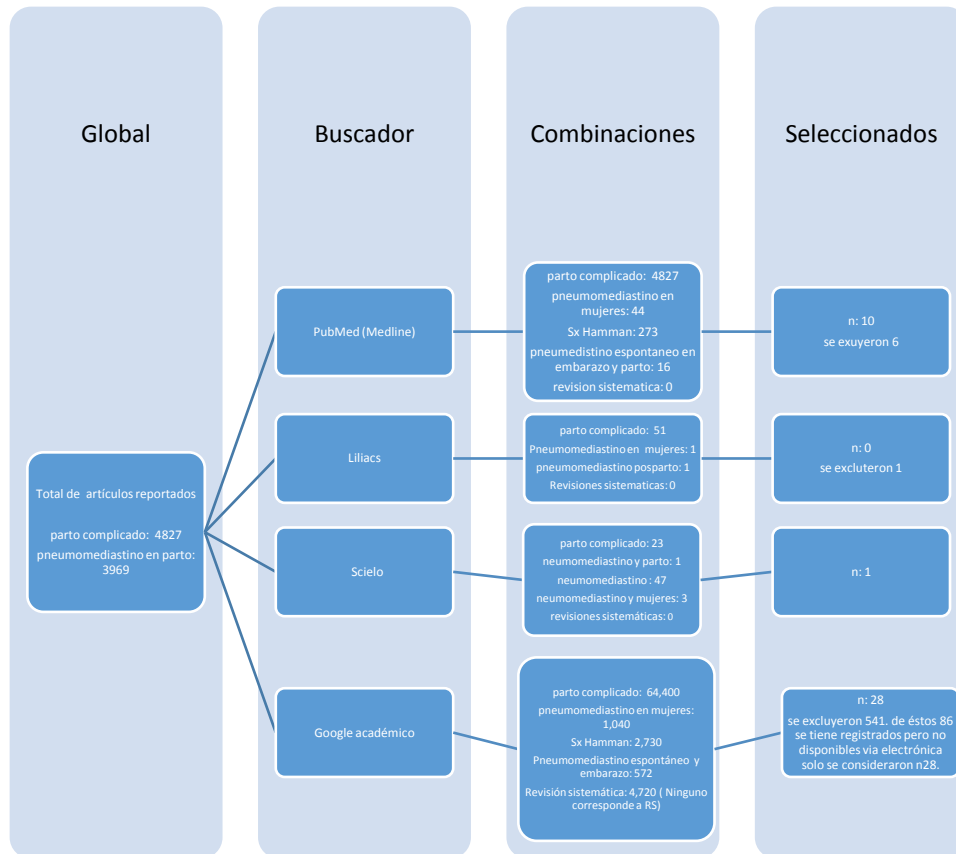 Global
Buscador
Combinaciones
Seleccionados
Total de artículos reportados
parto complicado: 4827
pneumomediastino en parto:
3969
PubMed (Medline)
parto complicado: 4827
pneumomediastino en
mujeres: 44
Sx Hamman: 273
pneumedistino espontaneo en
embarazo y parto: 16
revision sistematica: 0
n: 10
se exuyeron 6
Liliacs
parto complicado: 51
Pneumomediastino en mujeres: 1
pneumomediastino posparto: 1
Revisiones sistematicas: 0
n: 0
se excluteron 1
Scielo
parto complicado: 23
neumomediastino y parto: 1
neumomediastino : 47
neumomediastino y mujeres: 3
revisiones sistemáticas: 0
n: 1
Google académico
parto complicado: 64,400
pneumomediastino en mujeres:
1,040
Sx Hamman: 2,730
Pneumomediastino espontáneo y
embarazo: 572
Revisión sistemática: 4,720 ( Ninguno
corresponde a RS)
n: 28
se excluyeron 541. de éstos 86
se tiene registrados pero no
disponibles via electrónica
solo se consideraron n28.